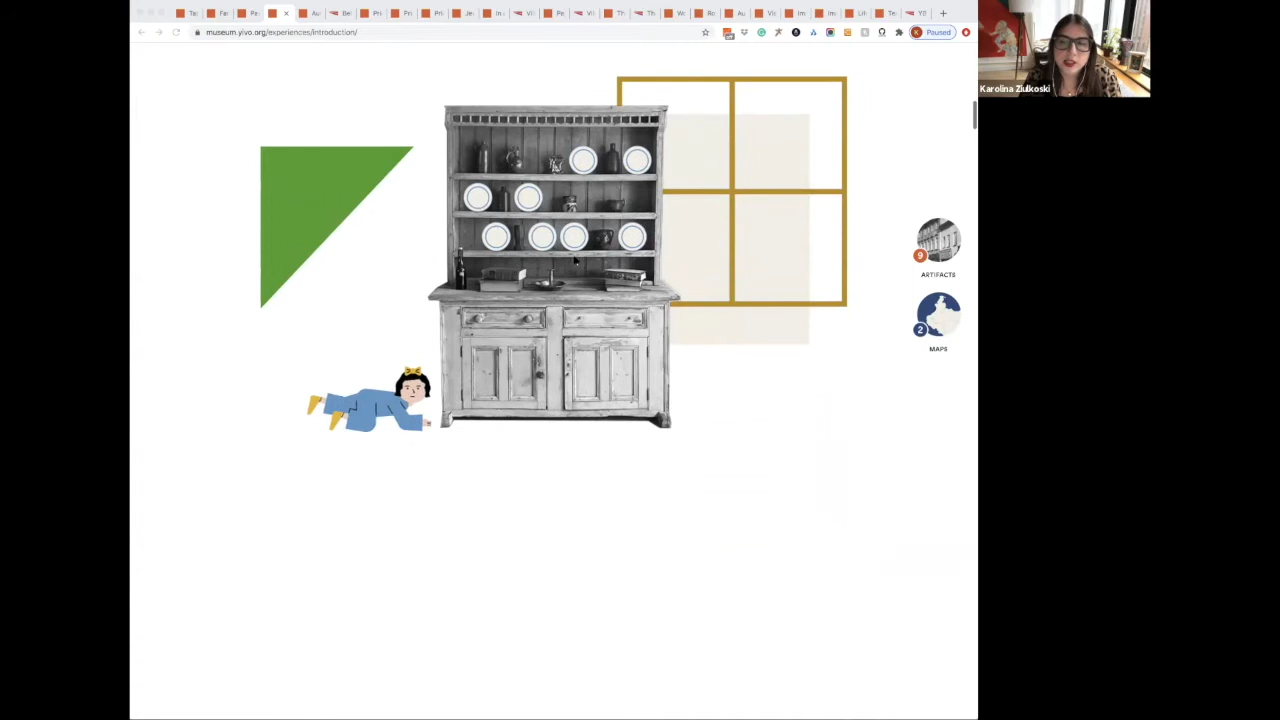 museum.yivo.org/experiences/introduction/
K Paused
Karolina Ziulkoski
9
ARTIFACTS
2
MAPS